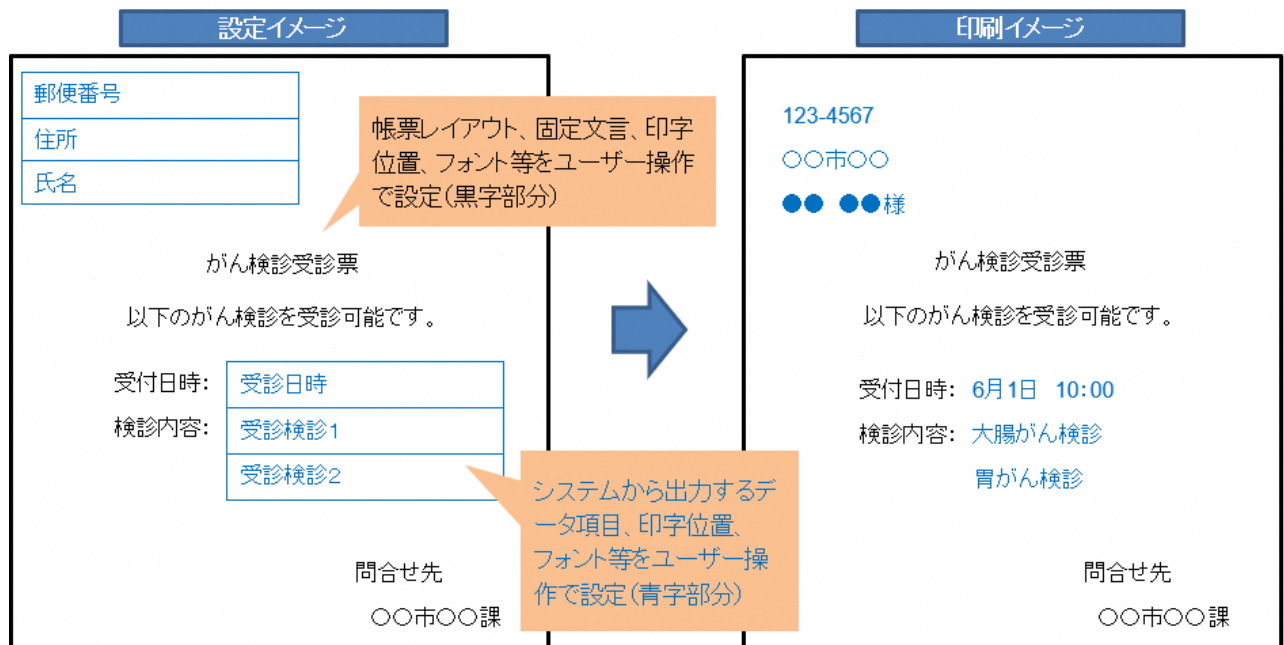 設定イメージ
郵便番号
住所
氏名
帳票レイアウト、固定文言、印字
位置、フォント等をユーザー操作
で設定(黒字部分)
がん検診受診票
以下のがん検診を受診可能です。
受付日時: 受診日時
検診内容: 受診検診1
受診検診2
システムから出力するデ
ータ項目、印字位置、
フォント等をユーザー操
作で設定(青字部分)
問合せ先
○○市○○課
印刷イメージ
123-4567
○○市○○
●● ●●様
がん検診受診票
以下のがん検診を受診可能です。
受付日時: 6月1日 10:00
検診内容: 大腸がん検診
胃がん検診
問合せ先
○○市○○課